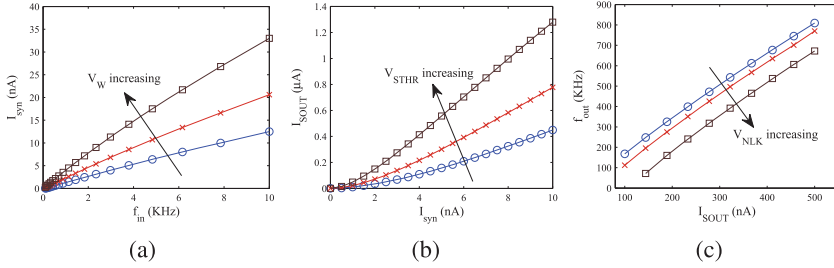 40
35
30
25
20
15
10
5
0
I_syn (nA)
V_W increasing
0 2 4 6 8 10
f_in (KHz)
(a)
1.4
1.2
1
0.8
0.6
0.4
0.2
0.0
I_SOUT (μA)
V_STHR increasing
0 2 4 6 8 10
I_syn (nA)
(b)
900
800
700
600
500
400
300
200
100
0
f_out (KHz)
V_NLK increasing
100 200 300 400 500
I_SOUT (nA)
(c)